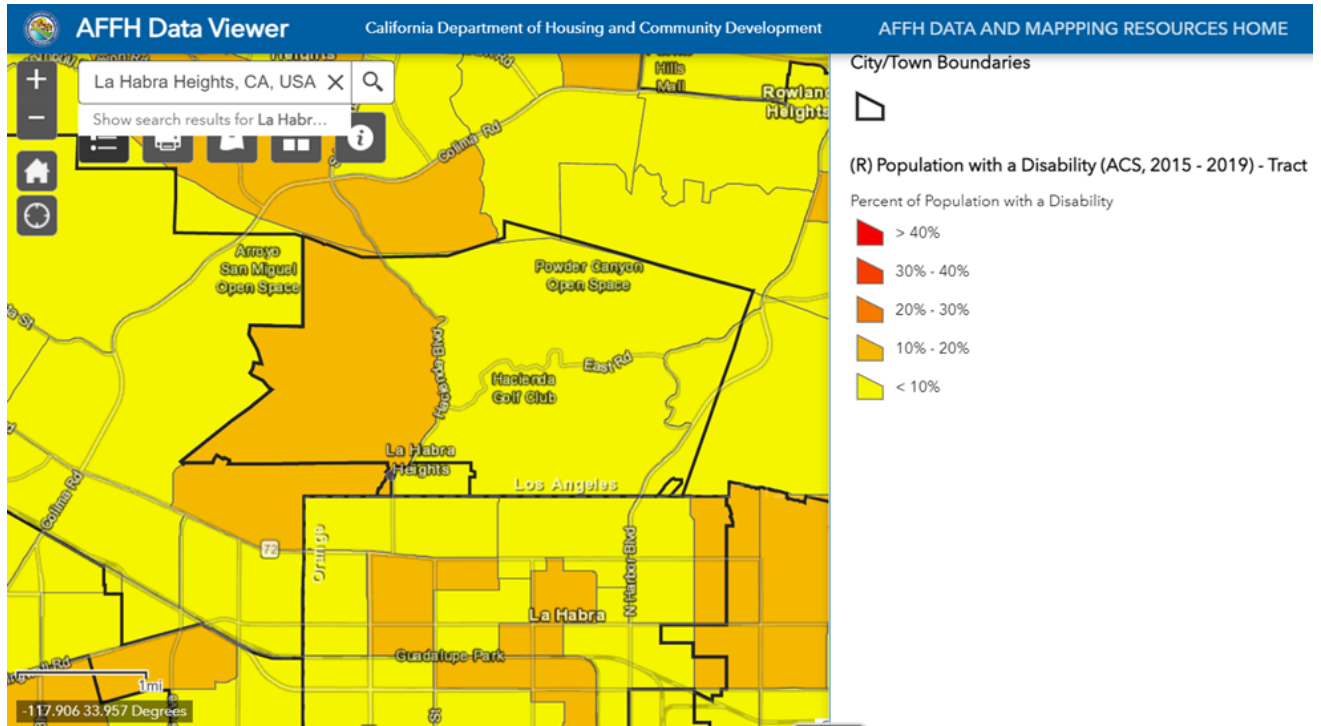 AFFH Data Viewer
California Department of Housing and Community Development
AFFH DATA AND MAPPPING RESOURCES HOME
+
−
La Habra Heights, CA, USA
Show search results for La Habr...
i
Heights
Hills
Mall
Rowland
Heights
Colima Rd
Arroyo
San Miguel
Open Space
Powder Canyon
Open Space
Hacienda Blvd
East Rd
Hacienda
Golf Club
La Habra
Heights
Los Angeles
Colima Rd
72
Orange
N Harbor Blvd
La Habra
Guadalupe Park
1mi
-117.906 33.957 Degrees
City/Town Boundaries
(R) Population with a Disability (ACS, 2015 - 2019) - Tract
Percent of Population with a Disability
> 40%
30% - 40%
20% - 30%
10% - 20%
< 10%